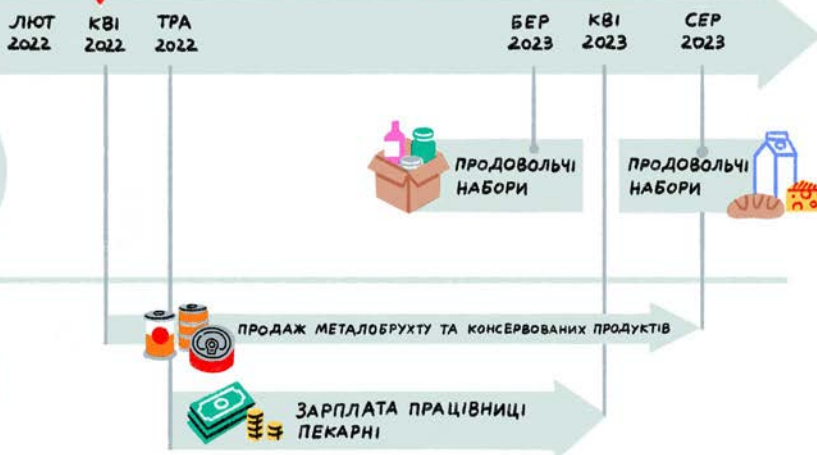 ЛЮТ
2022
КВІ
2022
ТРА
2022
БЕР
2023
КВІ
2023
СЕР
2023
ПРОДОВОЛЬЧІ
НАБОРИ
ПРОДОВОЛЬЧІ
НАБОРИ
ПРОДАЖ МЕТАЛОБРУХТУ ТА КОНСЕРВОВАНИХ ПРОДУКТІВ
ЗАРПЛАТА ПРАЦІВНИЦІ
ПЕКАРНІ